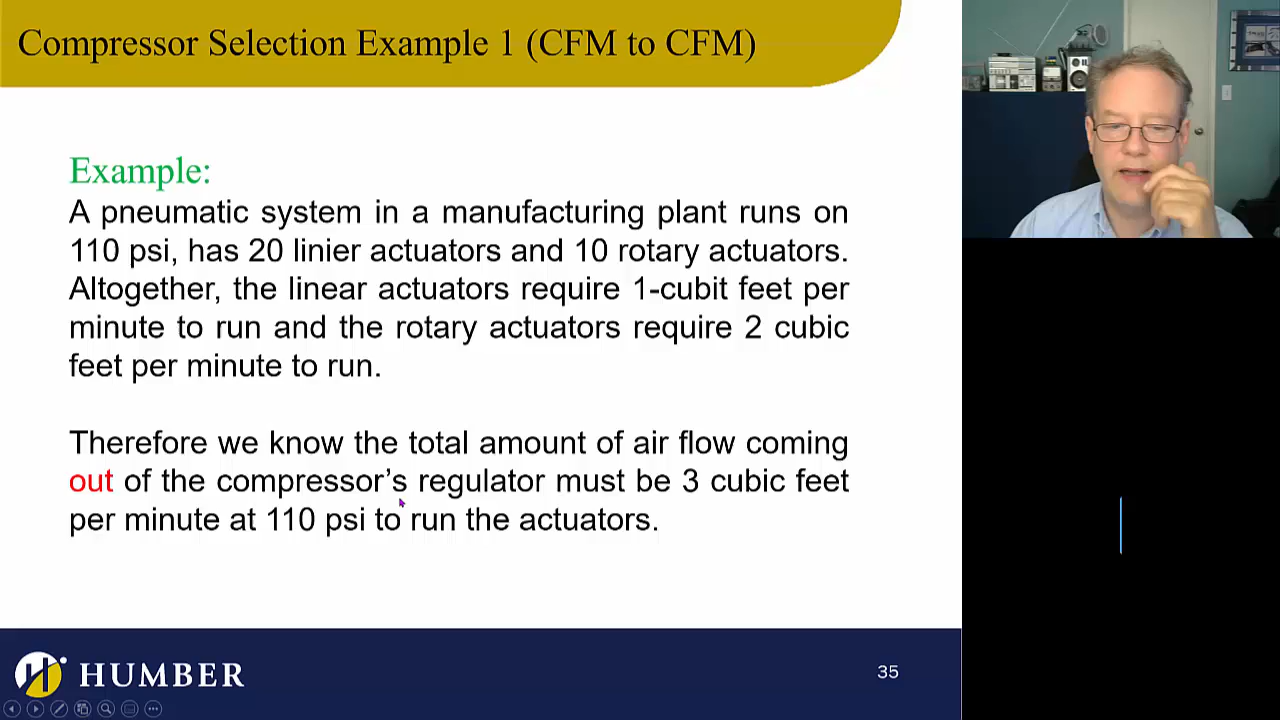 Compressor Selection Example 1 (CFM to CFM)
Example:
A pneumatic system in a manufacturing plant runs on
110 psi, has 20 linier actuators and 10 rotary actuators.
Altogether, the linear actuators require 1-cubit feet per
minute to run and the rotary actuators require 2 cubic
feet per minute to run.
Therefore we know the total amount of air flow coming
out of the compressor’s regulator must be 3 cubic feet
per minute at 110 psi to run the actuators.
HUMBER
35